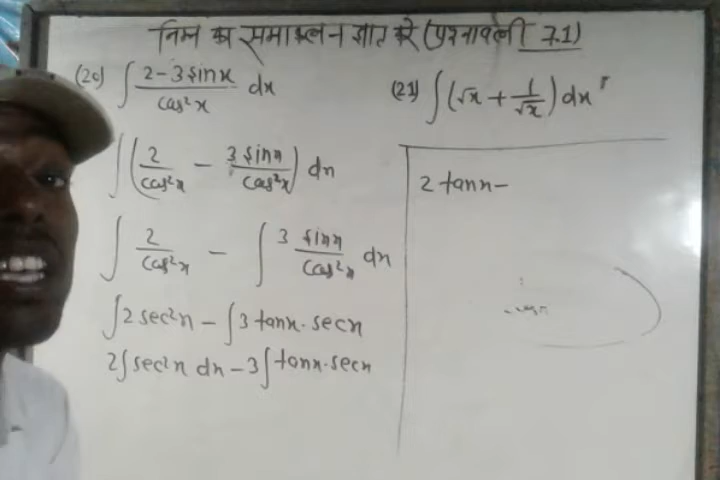 निम्न का समाकलन ज्ञात करें (प्रश्नावली 7.1)
(20) ∫ 2-3sinx/cos²x dx
(21) ∫(√x + 1/√x) dx
∫(2/cos²x - 3 sinx/cos²x) dx
∫ 2/cos²x - ∫ 3 sinx/cos²x dx
∫2 sec²x - ∫3 tanx. secx
2∫sec²x dx - 3∫tanx. secx
2 tanx -